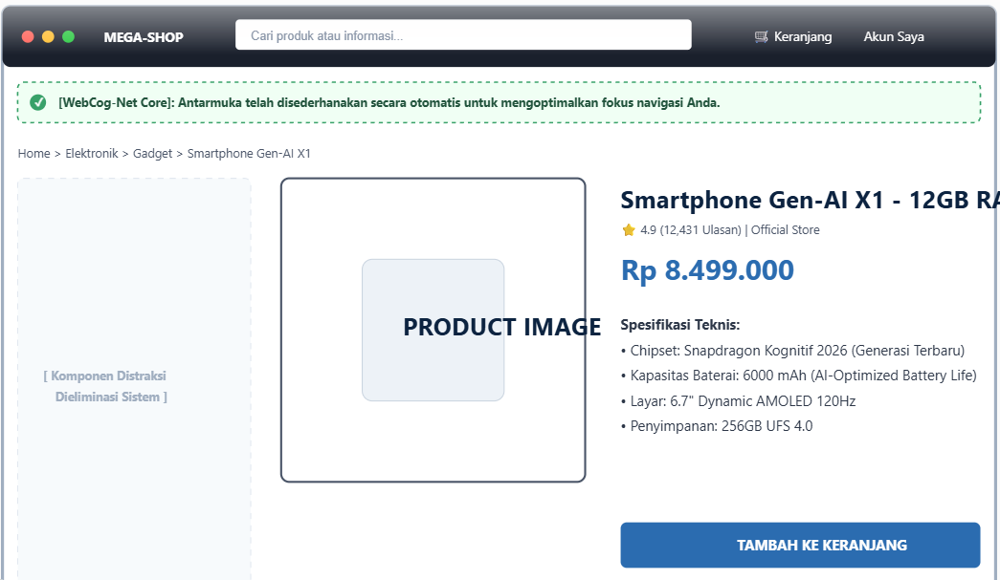 MEGA-SHOP
Cari produk atau informasi...
🛒 Keranjang
Akun Saya
[WebCog-Net Core]: Antarmuka telah disederhanakan secara otomatis untuk mengoptimalkan fokus navigasi Anda.
Home > Elektronik > Gadget > Smartphone Gen-AI X1
[ Komponen Distraksi
Dieliminasi Sistem ]
PRODUCT IMAGE
Smartphone Gen-AI X1 - 12GB RA
⭐ 4.9 (12,431 Ulasan) | Official Store
Rp 8.499.000
Spesifikasi Teknis:
• Chipset: Snapdragon Kognitif 2026 (Generasi Terbaru)
• Kapasitas Baterai: 6000 mAh (AI-Optimized Battery Life)
• Layar: 6.7" Dynamic AMOLED 120Hz
• Penyimpanan: 256GB UFS 4.0
TAMBAH KE KERANJANG